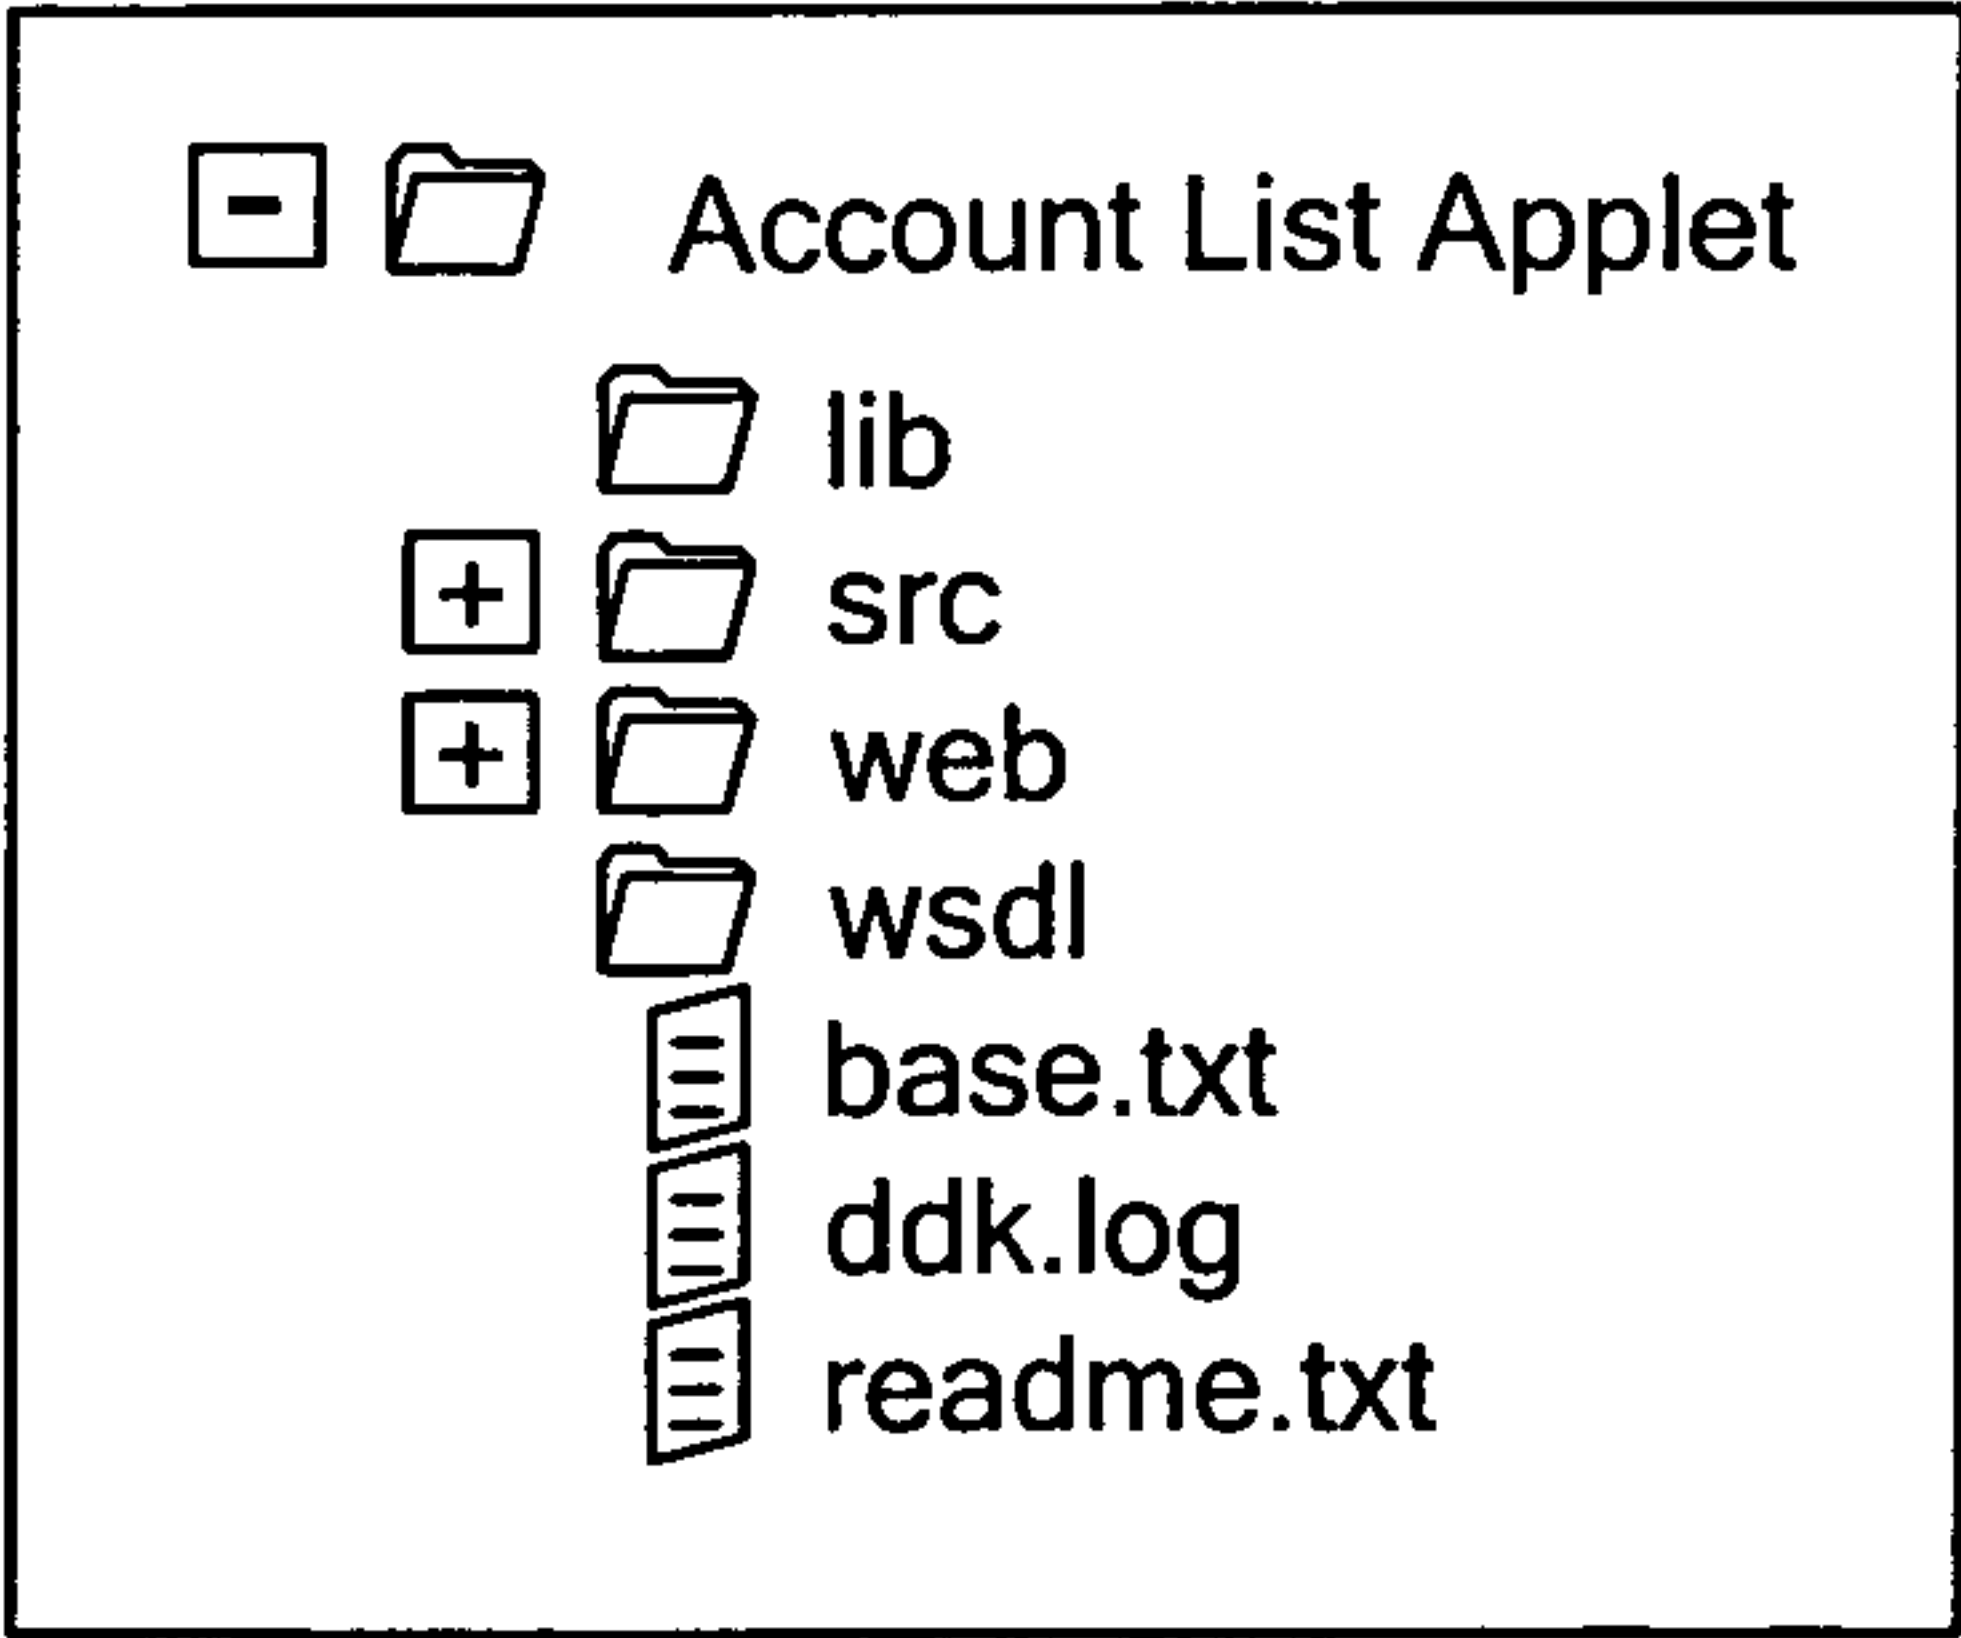 Account List Applet
lib
src
web
wsdl
base.txt
ddk.log
readme.txt